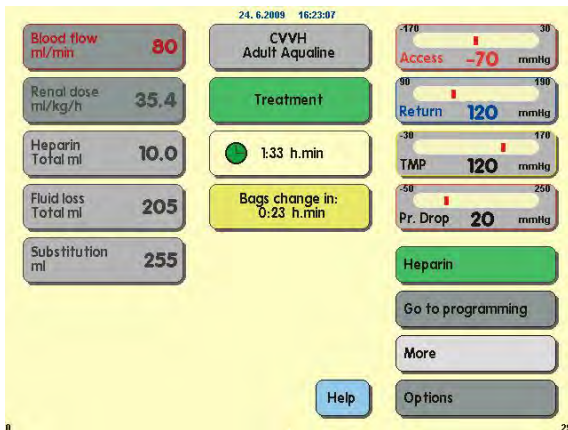 24. 6.2009 16:23:07
Blood flow
ml/min 80
Renal dose
ml/kg/h 35.4
Heparin
Total ml 10.0
Fluid loss
Total ml 205
Substitution
ml 255
CVVH
Adult Aqualine
Treatment
1:33 h.min
Bags change in:
0:23 h.min
Help
-170 30
Access -70 mmHg
90 190
Return 120 mmHg
-30 170
TMP 120 mmHg
-50 250
Pr. Drop 20 mmHg
Heparin
Go to programming
More
Options